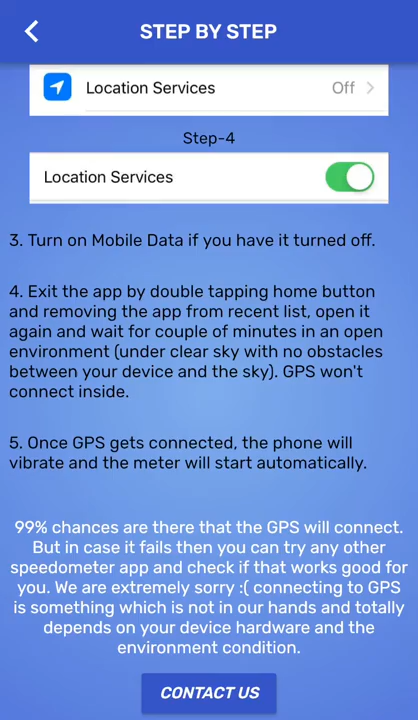 STEP BY STEP
Location Services Off
Step-4
Location Services
3. Turn on Mobile Data if you have it turned off.
4. Exit the app by double tapping home button
and removing the app from recent list, open it
again and wait for couple of minutes in an open
environment (under clear sky with no obstacles
between your device and the sky). GPS won't
connect inside.
5. Once GPS gets connected, the phone will
vibrate and the meter will start automatically.
99% chances are there that the GPS will connect.
But in case it fails then you can try any other
speedometer app and check if that works good for
you. We are extremely sorry :( connecting to GPS
is something which is not in our hands and totally
depends on your device hardware and the
environment condition.
CONTACT US